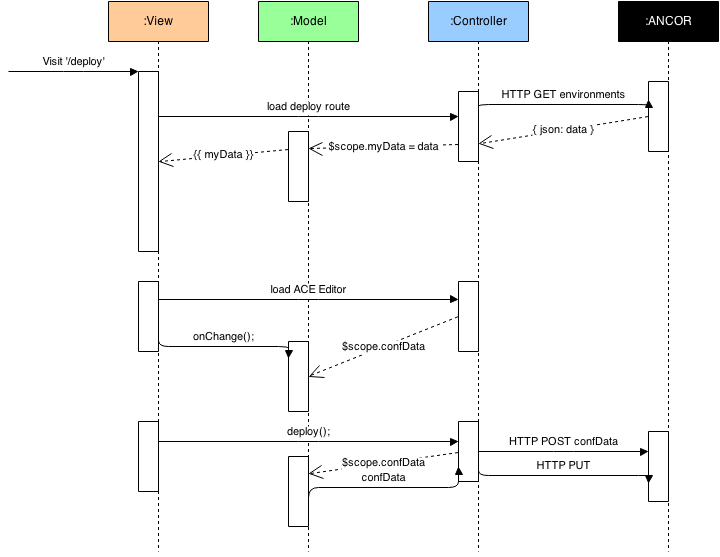 :View
:Model
:Controller
:ANCOR
Visit '/deploy'
HTTP GET environments
load deploy route
{ json: data }
$scope.myData = data
{{ myData }}
load ACE Editor
onChange();
$scope.confData
deploy();
HTTP POST confData
$scope.confData
HTTP PUT
confData